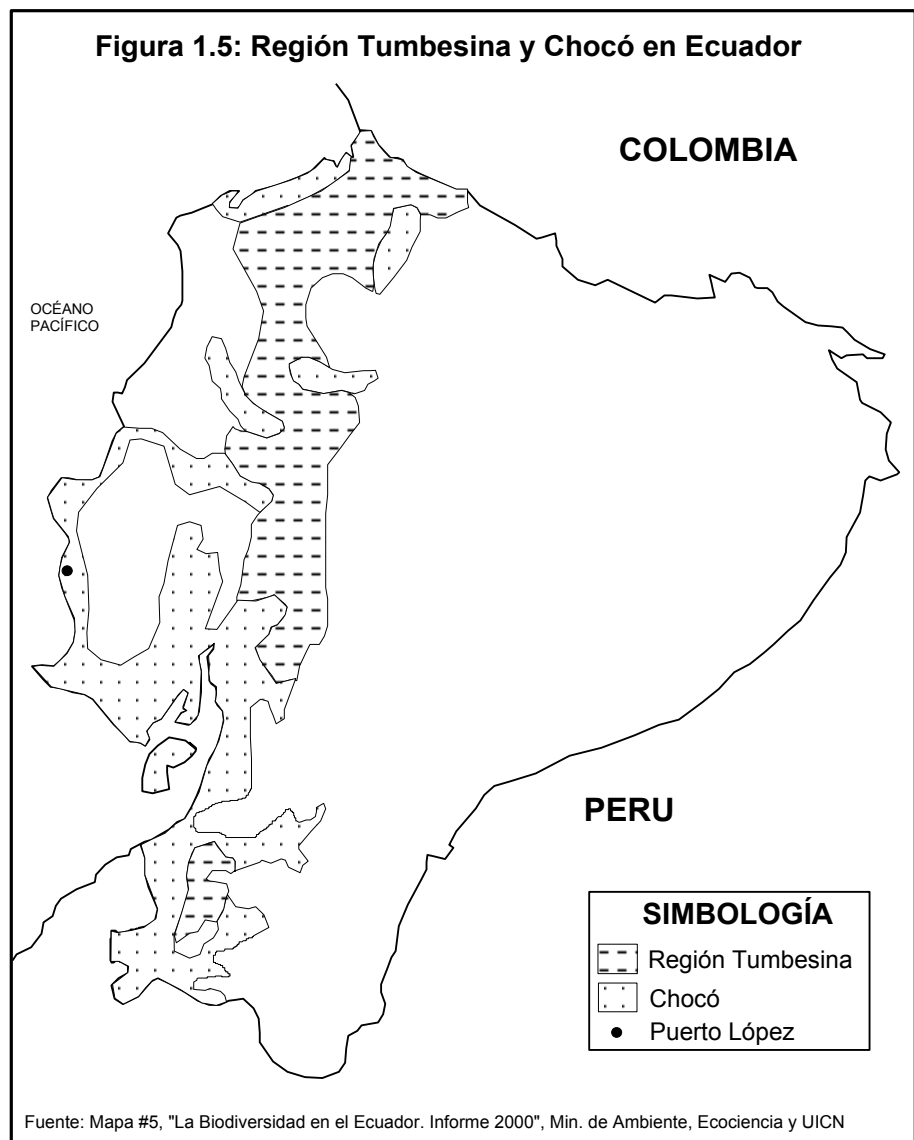 Figura 1.5: Región Tumbesina y Chocó en Ecuador
COLOMBIA
OCÉANO
PACÍFICO
PERU
SIMBOLOGÍA
Región Tumbesina
Chocó
Puerto López
Fuente: Mapa #5, "La Biodiversidad en el Ecuador. Informe 2000", Min. de Ambiente, Ecociencia y UICN